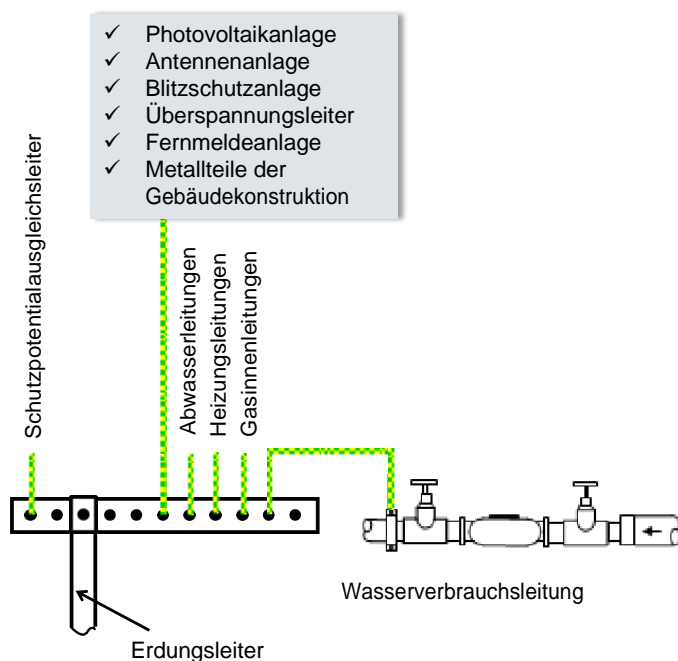 ✓ Photovoltaikanlage
✓ Antennenanlage
✓ Blitzschutzanlage
✓ Überspannungsleiter
✓ Fernmeldeanlage
✓ Metallteile der
Gebäudekonstruktion
Schutzpotentialausgleichsleiter
Abwasserleitungen
Heizungsleitungen
Gasinnenleitungen
Wasserverbrauchsleitung
Erdungsleiter